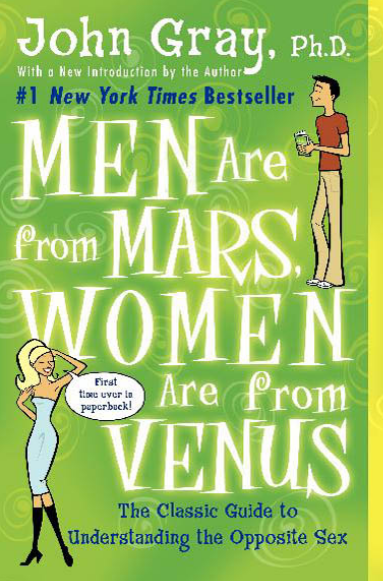 John Gray, Ph.D.
With a New Introduction by the Author
#1 New York Times Bestseller
MEN Are
from MARS,
WOMEN
Are from
VENUS
First
time ever in
paperback!
The Classic Guide to
Understanding the Opposite Sex